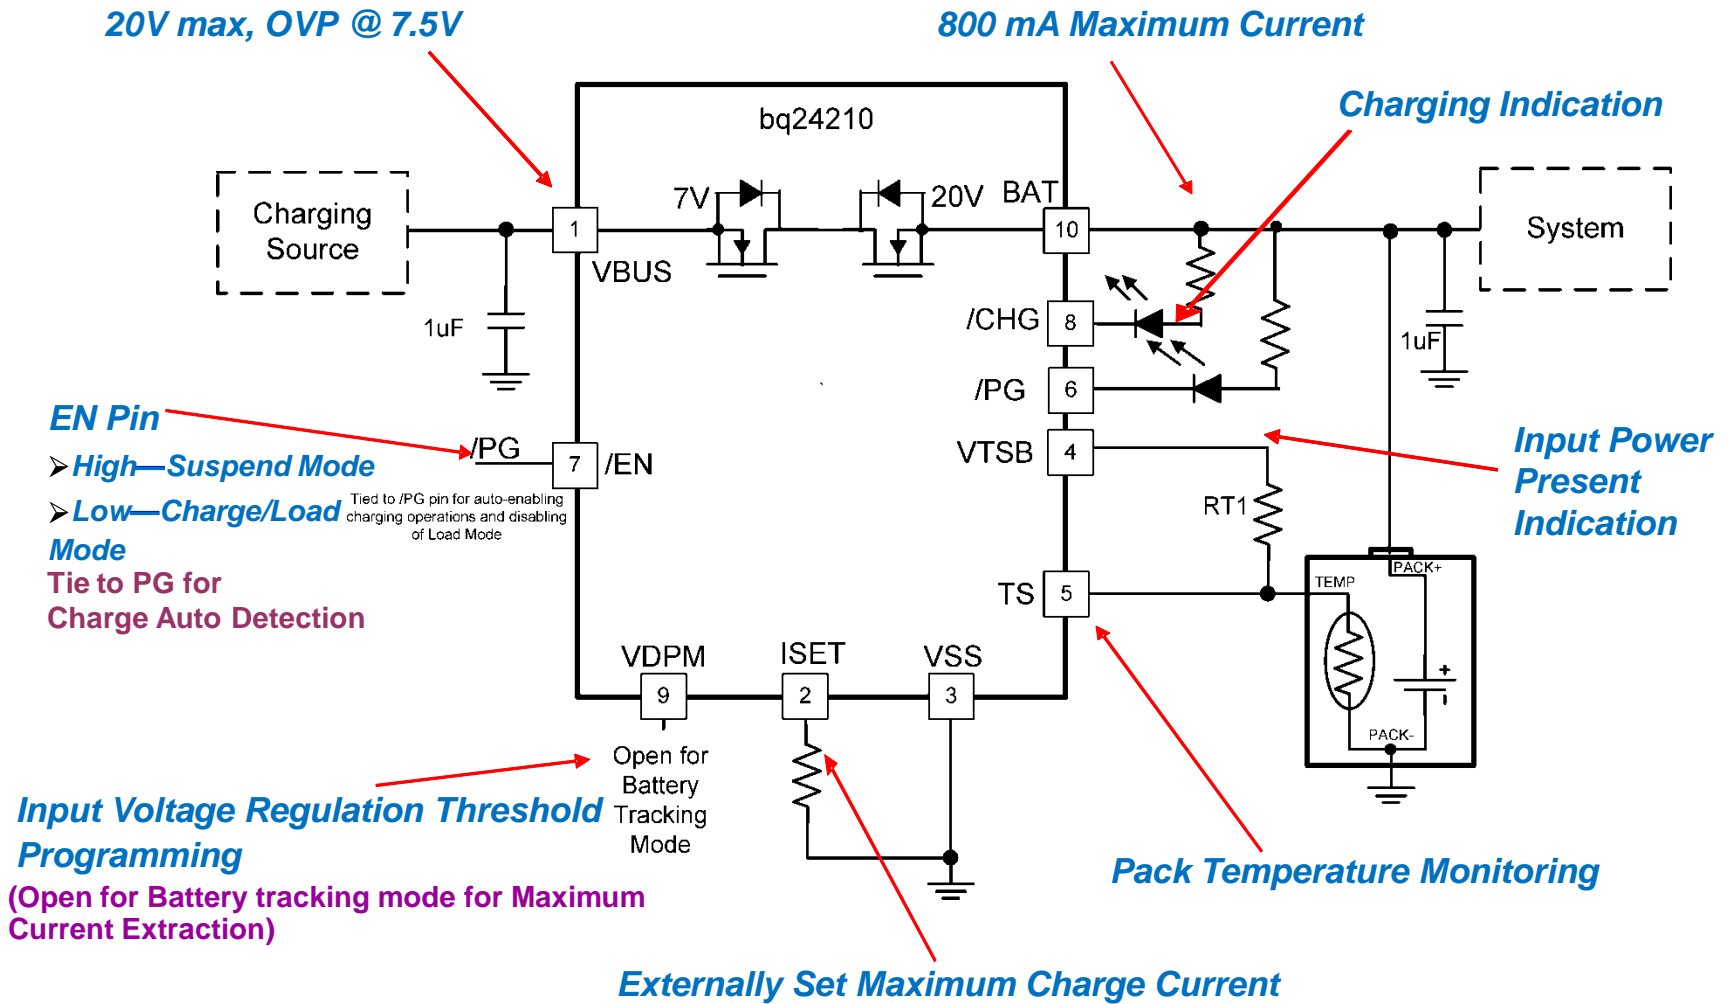 20V max, OVP @ 7.5V
800 mA Maximum Current
Charging Indication
bq24210
Charging
Source
7V
20V
BAT
System
1
10
VBUS
1uF
/CHG
8
1uF
/PG
6
EN Pin
➢High—Suspend Mode
➢Low—Charge/Load
Mode
Tie to PG for
Charge Auto Detection
/PG
7
/EN
Tied to /PG pin for auto-enabling
charging operations and disabling
of Load Mode
VTSB
4
RT1
Input Power
Present
Indication
TS
5
TEMP
PACK+
+
-
PACK-
VDPM
ISET
VSS
9
2
3
Open for
Battery
Tracking
Mode
Input Voltage Regulation Threshold
Programming
(Open for Battery tracking mode for Maximum
Current Extraction)
Pack Temperature Monitoring
Externally Set Maximum Charge Current